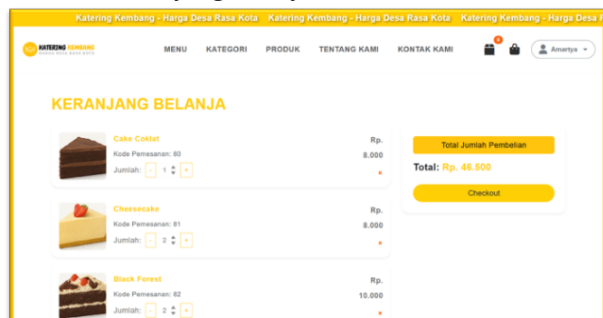 Katering Kembang - Harga Desa Rasa Kota Katering Kembang - Harga Desa Rasa Kota Katering Kembang - Harga Desa
KATERING KEMBANG
HARGA DESA RASA KOTA
MENU KATEGORI PRODUK TENTANG KAMI KONTAK KAMI
Amartya
KERANJANG BELANJA
Cake Coklat
Rp.
8.000
Kode Pemesanan: 80
Jumlah: - 1 +
×
Total Jumlah Pembelian
Total: Rp. 46.500
Checkout
Cheesecake
Rp.
8.000
Kode Pemesanan: 81
Jumlah: - 2 +
×
Black Forest
Rp.
10.000
Kode Pemesanan: 82
Jumlah: - 2 +
×